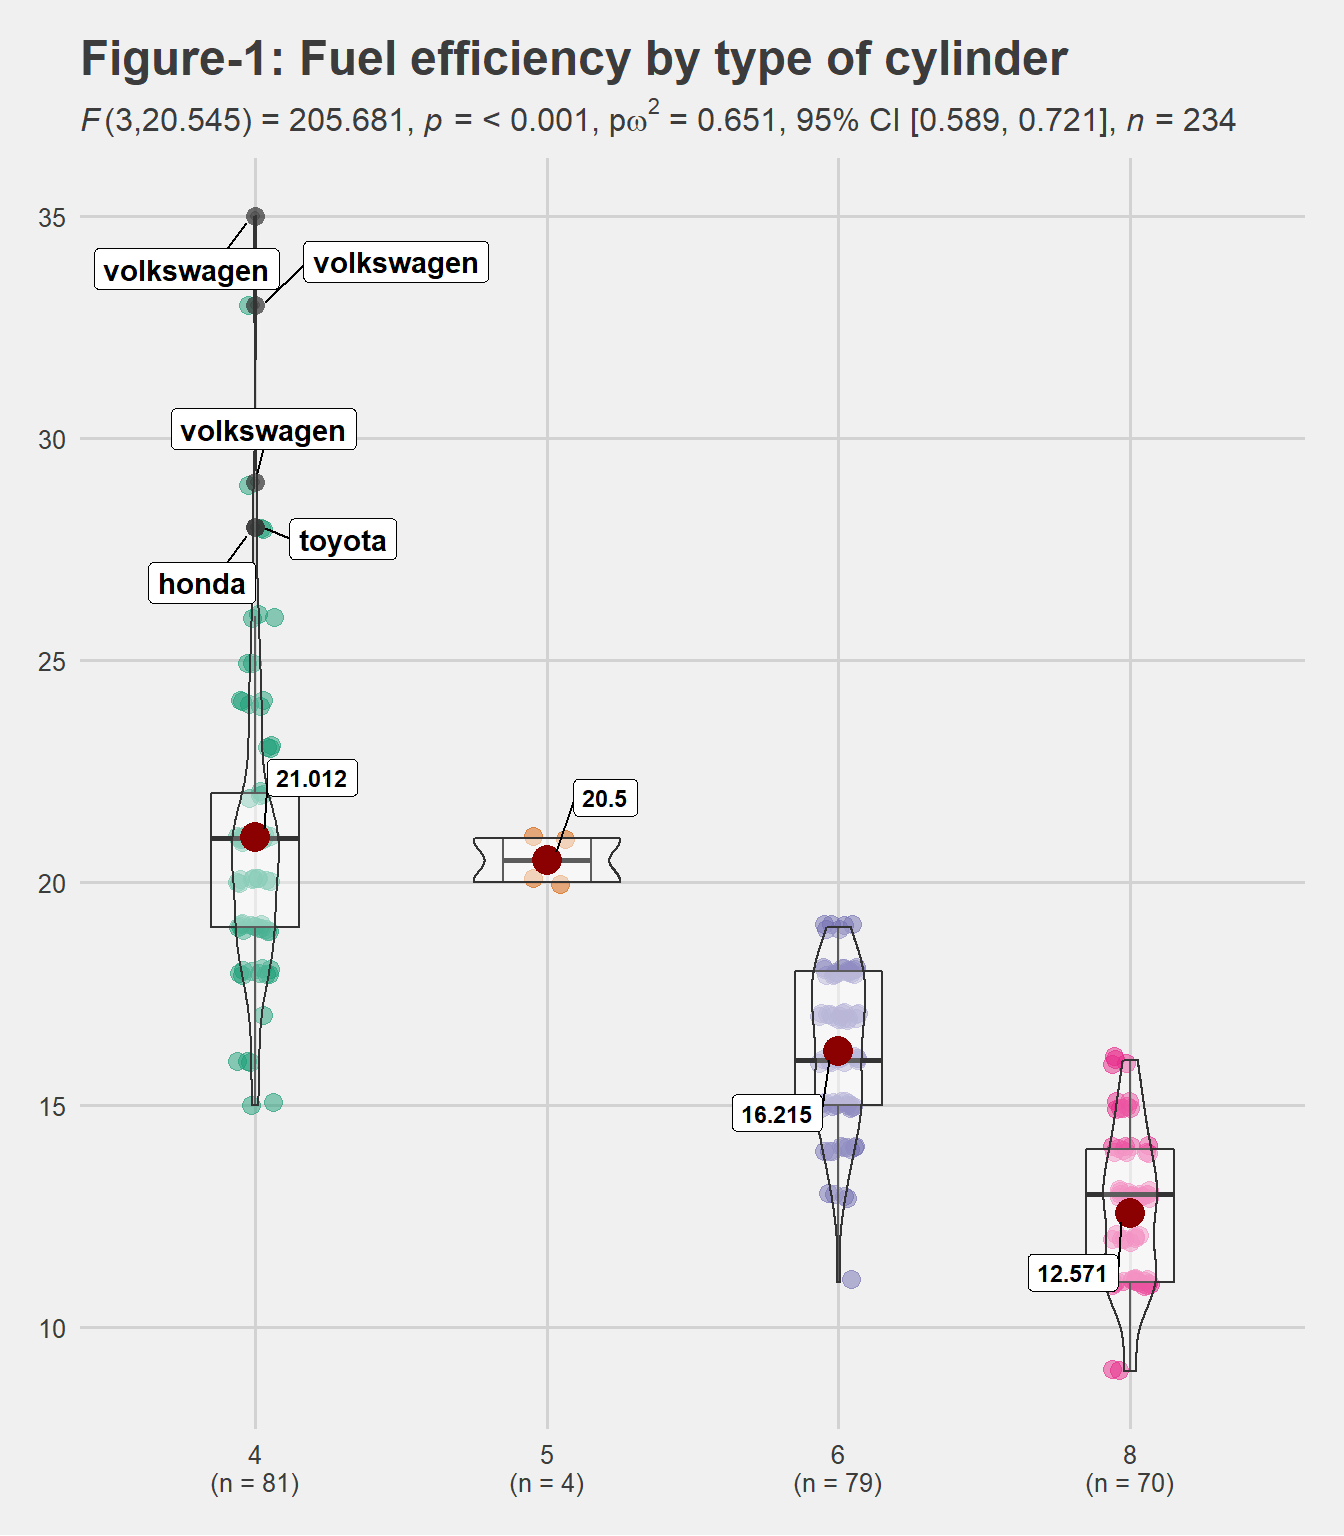 Figure-1: Fuel efficiency by type of cylinder
F(3,20.545) = 205.681, p = < 0.001, pω² = 0.651, 95% CI [0.589, 0.721], n = 234
35
volkswagen
volkswagen
30
volkswagen
toyota
honda
25
21.012
20.5
20
16.215
15
12.571
10
4
(n = 81)
5
(n = 4)
6
(n = 79)
8
(n = 70)